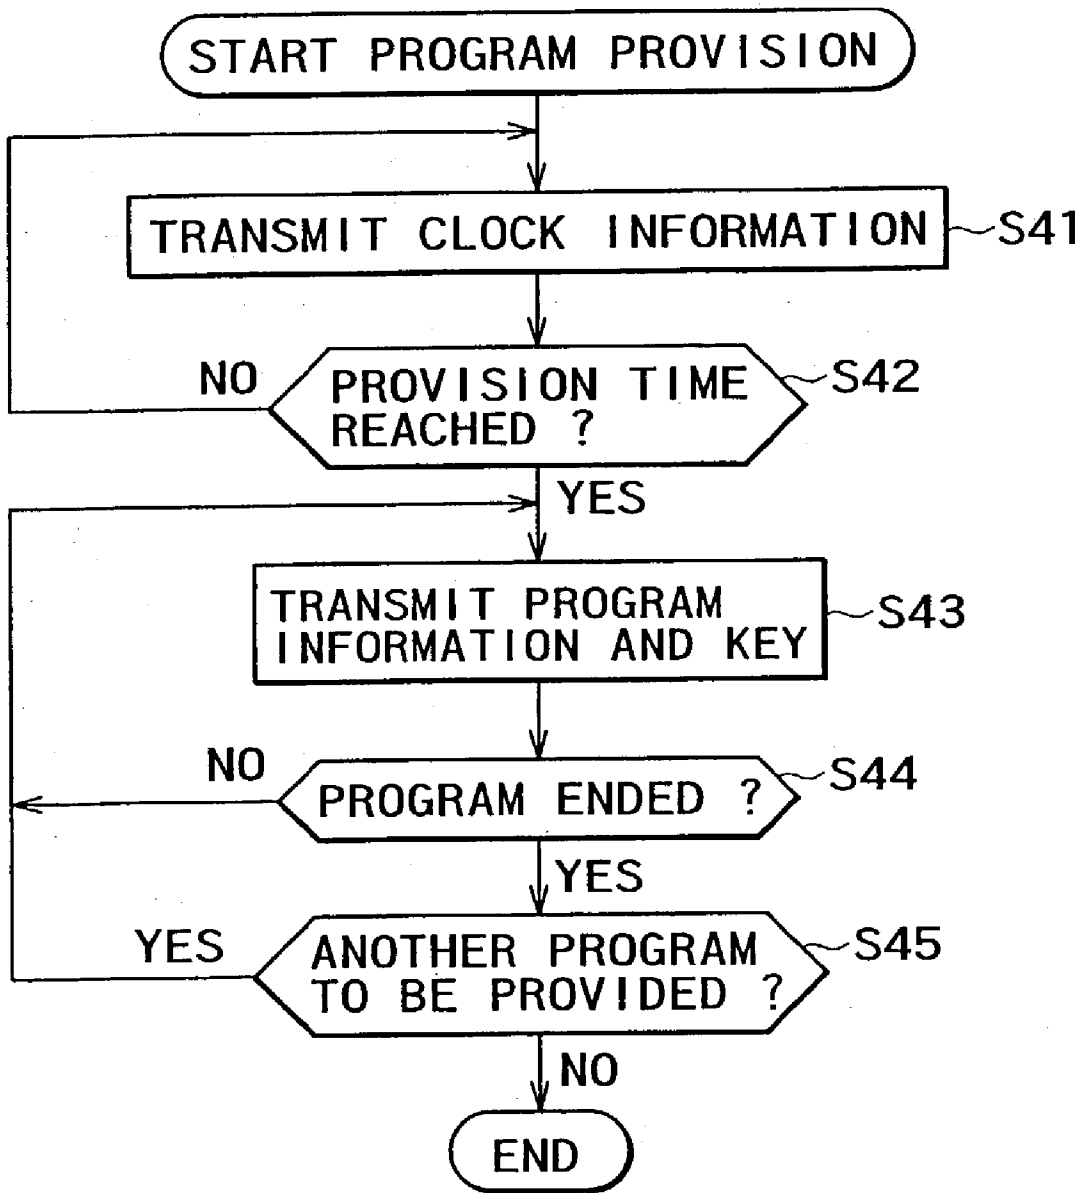 START PROGRAM PROVISION
TRANSMIT CLOCK INFORMATION
S41
NO
PROVISION TIME
REACHED ?
S42
YES
TRANSMIT PROGRAM
INFORMATION AND KEY
S43
NO
PROGRAM ENDED ?
S44
YES
YES
ANOTHER PROGRAM
TO BE PROVIDED ?
S45
NO
END